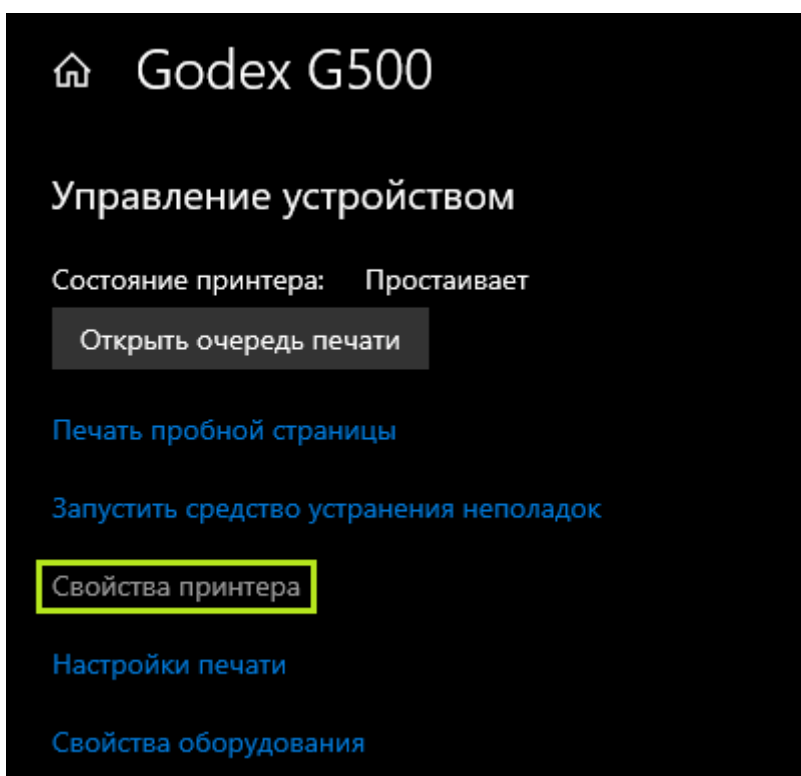 Godex G500
Управление устройством
Состояние принтера: Простаивает
Открыть очередь печати
Печать пробной страницы
Запустить средство устранения неполадок
Свойства принтера
Настройки печати
Свойства оборудования